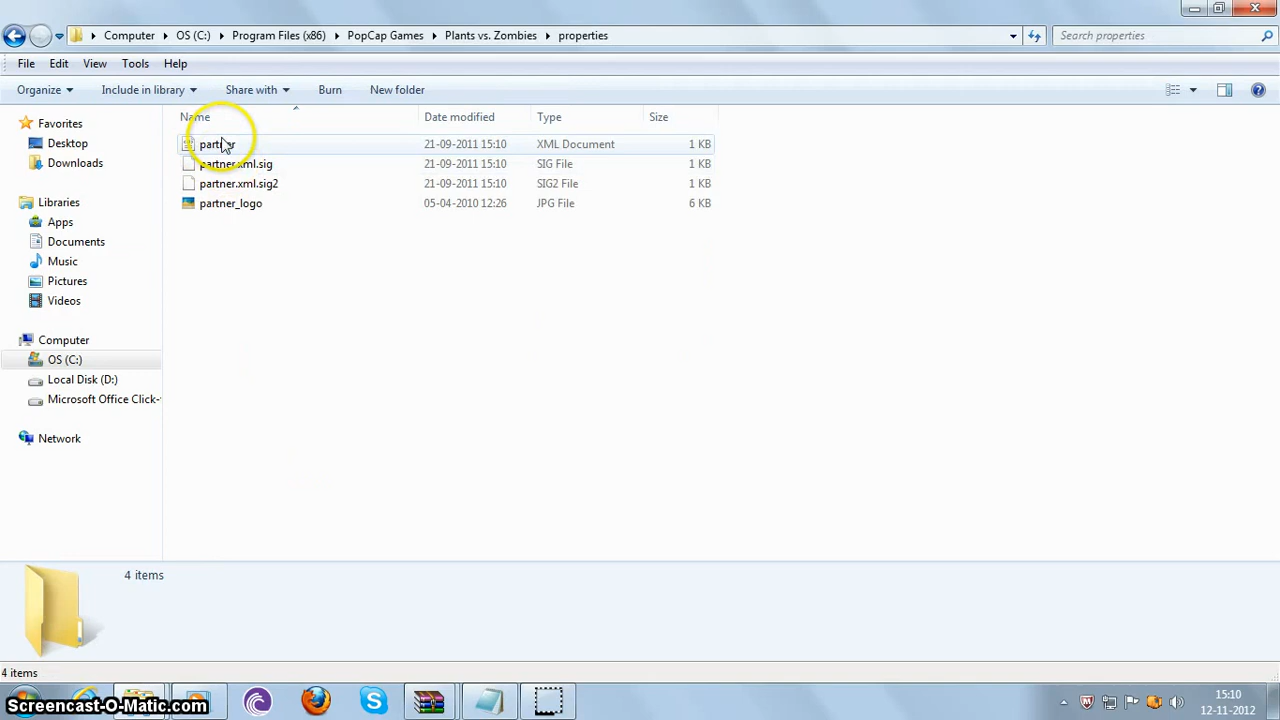 Computer OS (C:) Program Files (x86) PopCap Games Plants vs. Zombies properties Search properties
File Edit View Tools Help
Organize Include in library Share with Burn New folder
Name Date modified Type Size
Favorites
Desktop
Downloads
Libraries
Apps
Documents
Music
Pictures
Videos
Computer
OS (C:)
Local Disk (D:)
Microsoft Office Click-
Network
partner 21-09-2011 15:10 XML Document 1 KB
partner.xml.sig 21-09-2011 15:10 SIG File 1 KB
partner.xml.sig2 21-09-2011 15:10 SIG2 File 1 KB
partner_logo 05-04-2010 12:26 JPG File 6 KB
4 items
4 items
Screencast-O-Matic.com
15:10
12-11-2012